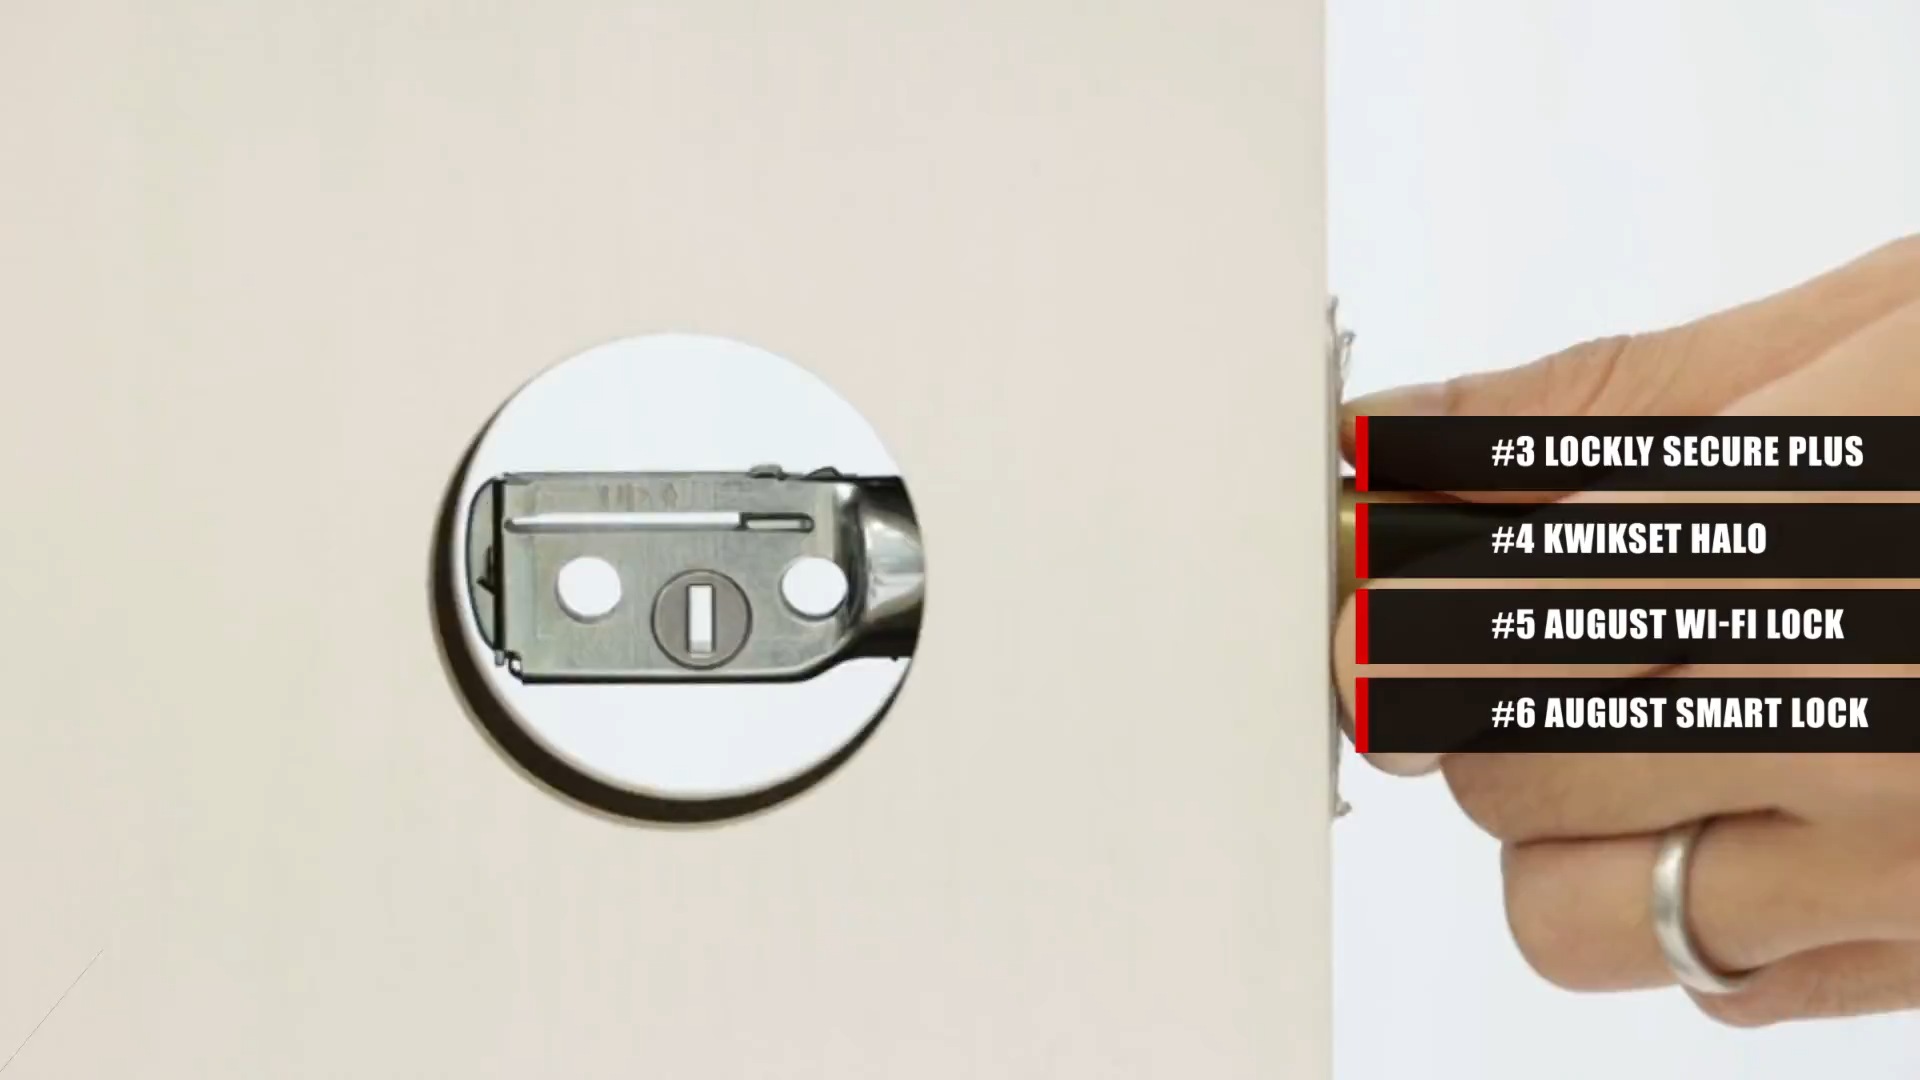 #3 LOCKLY SECURE PLUS
#4 KWIKSET HALO
#5 AUGUST WI-FI LOCK
#6 AUGUST SMART LOCK